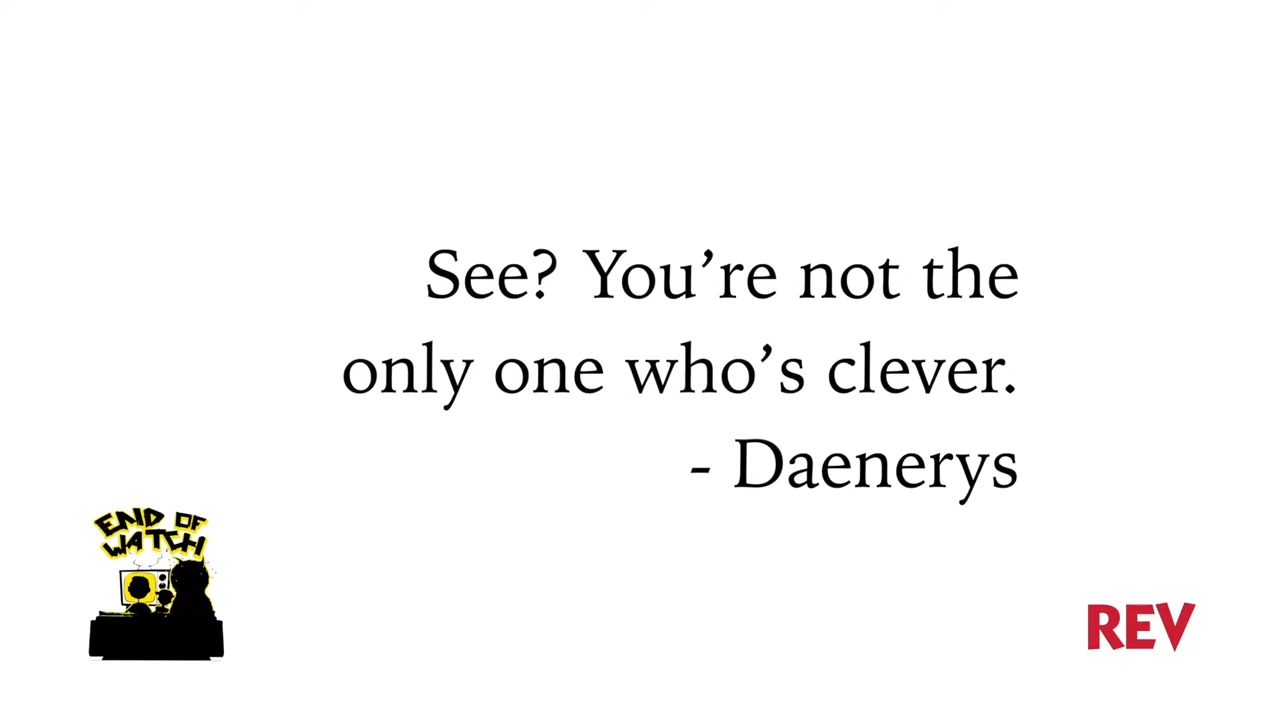 See? You’re not the
only one who’s clever.
- Daenerys
END OF
WATCH
REV